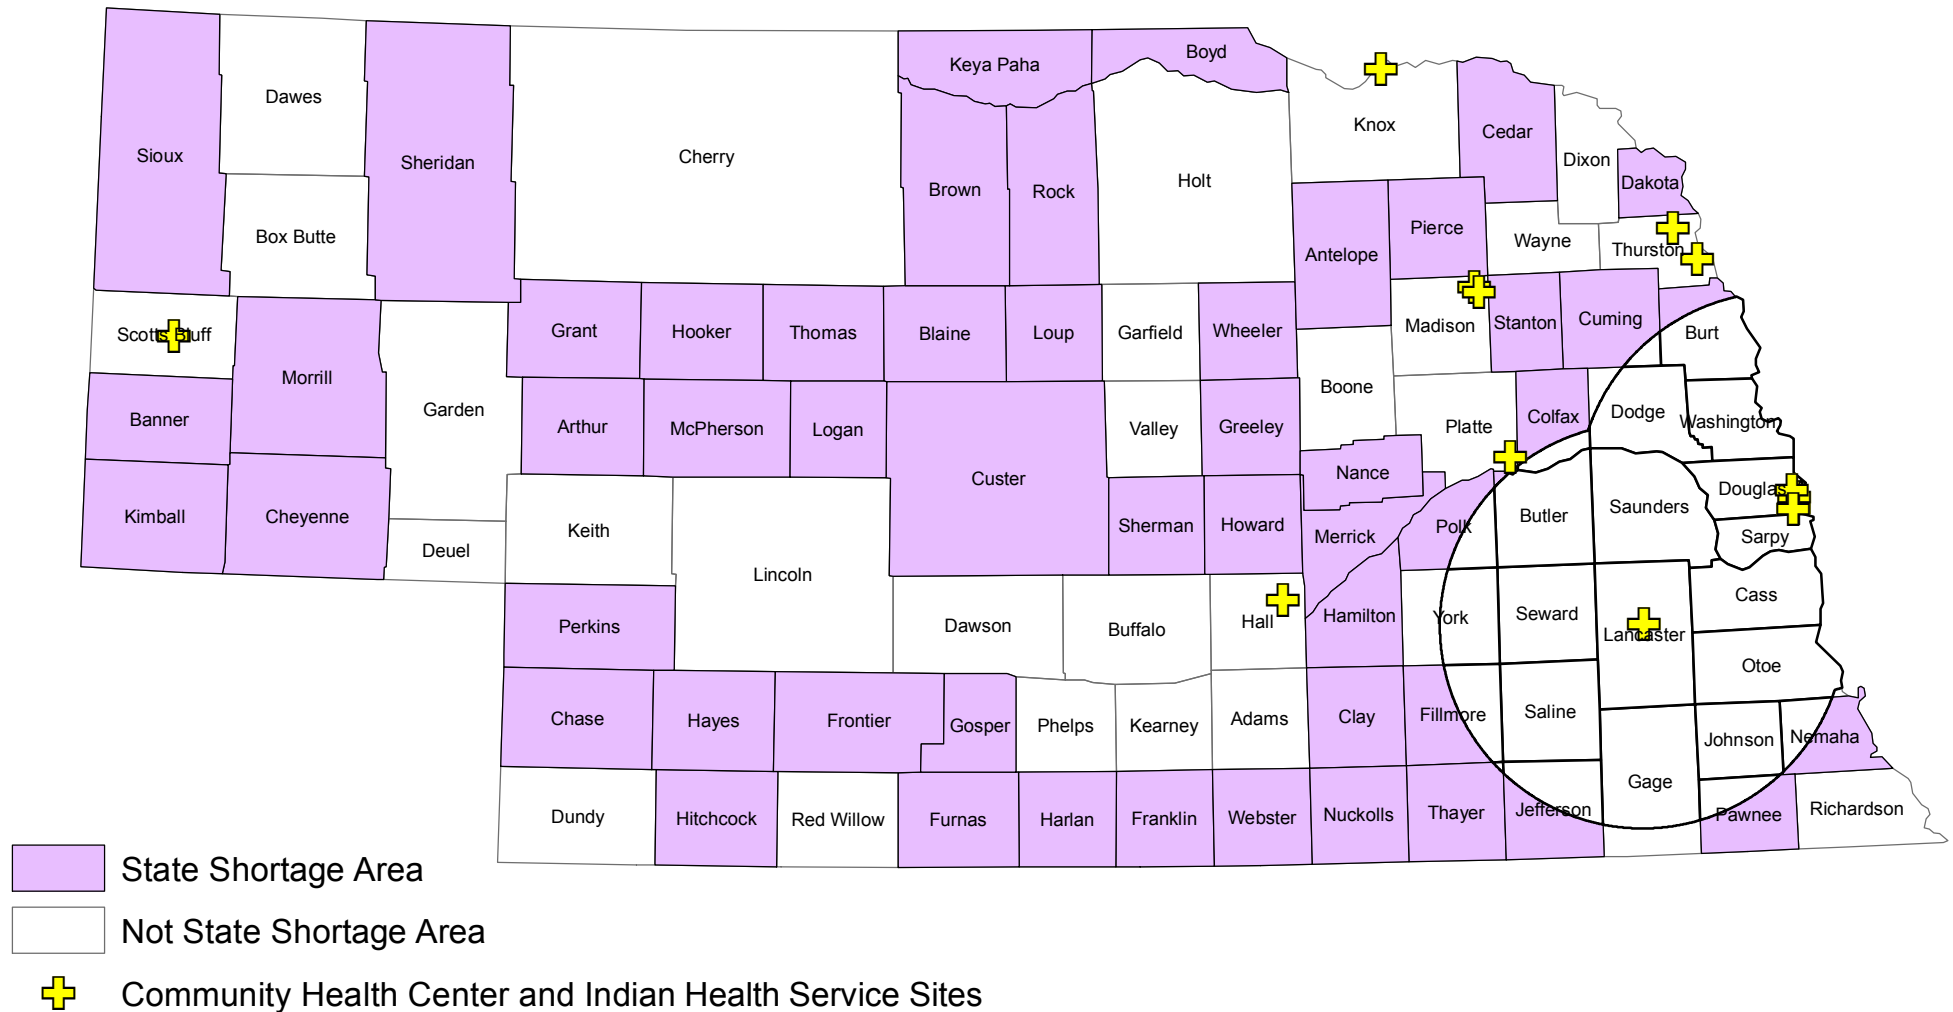 Boyd
Keya Paha
Dawes
Knox
Cedar
Sioux
Sheridan
Cherry
Dixon
Brown
Rock
Holt
Dakota
Box Butte
Pierce
Wayne
Thurston
Antelope
Scotts Bluff
Grant
Hooker
Thomas
Blaine
Loup
Garfield
Wheeler
Madison
Stanton
Cuming
Burt
Morrill
Boone
Banner
Garden
Arthur
McPherson
Logan
Valley
Greeley
Platte
Colfax
Dodge
Washington
Custer
Nance
Kimball
Cheyenne
Keith
Sherman
Howard
Merrick
Polk
Butler
Saunders
Douglas
Deuel
Sarpy
Lincoln
Cass
Perkins
Dawson
Buffalo
Hall
Hamilton
York
Seward
Lancaster
Otoe
Chase
Hayes
Frontier
Gosper
Phelps
Kearney
Adams
Clay
Fillmore
Saline
Johnson
Nemaha
Gage
Dundy
Hitchcock
Red Willow
Furnas
Harlan
Franklin
Webster
Nuckolls
Thayer
Jefferson
Pawnee
Richardson
State Shortage Area
Not State Shortage Area
Community Health Center and Indian Health Service Sites